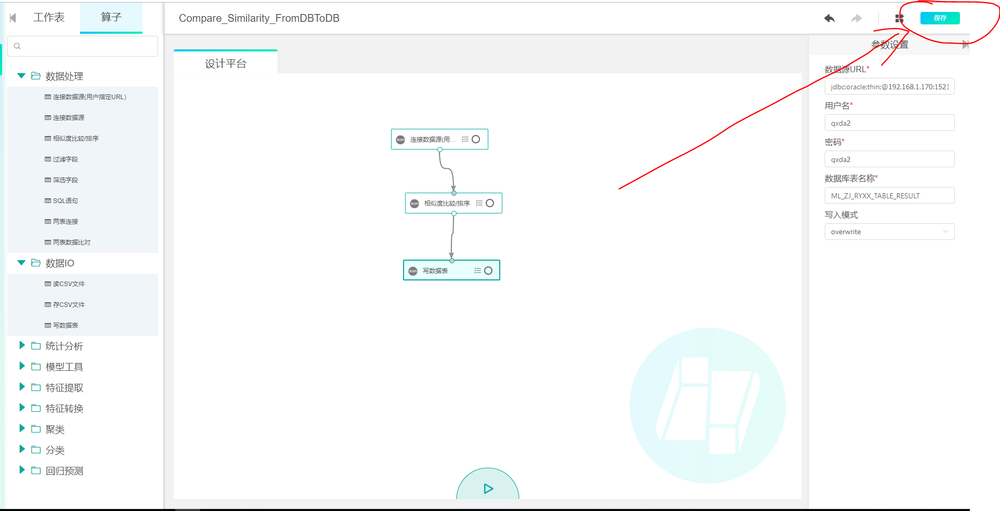 工作表
算子
Compare_Similarity_FromDBToDB
保存
数据处理
连接数据源(用户指定URL)
连接数据源
相似度比较/排序
过滤字段
筛选字段
SQL语句
两表连接
两表数据比对
数据IO
读CSV文件
存CSV文件
写数据表
统计分析
模型工具
特征提取
特征转换
聚类
分类
回归预测
设计平台
icon 连接数据源(用...
icon 相似度比较/排序
icon 写数据表
参数设置
数据源URL*
jdbc:oracle:thin:@192.168.1.170:1521
用户名*
qxda2
密码*
qxda2
数据库表名称*
ML_ZJ_RYXX_TABLE_RESULT
写入模式
overwrite